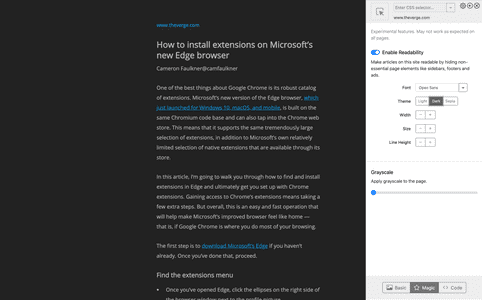 www.theverge.com
How to install extensions on Microsoft's
new Edge browser
Cameron Faulkner@camfaulkner
One of the best things about Google Chrome is its robust catalog
of extensions. Microsoft's new version of the Edge browser, which
just launched for Windows 10, macOS, and mobile, is built on the
same Chromium code base and can also tap into the Chrome web
store. This means that it supports the same tremendously large
selection of extensions, in addition to Microsoft's own relatively
limited selection of native extensions that are available through its
store.
In this article, I'm going to walk you through how to find and install
extensions in Edge and ultimately get you set up with Chrome
extensions. Gaining access to Chrome's extensions means taking a
few extra steps. But overall, this is an easy and fast operation that
will help make Microsoft's improved browser feel like home —
that is, if Google Chrome is where you do most of your browsing.
The first step is to download Microsoft's Edge if you haven't
already. Once you've done that, proceed.
Find the extensions menu
• Once you've opened Edge, click the ellipses on the right side of
the browser window next to the profile picture
Enter CSS selector...
www.theverge.com
Experimental features. May not work as expected on
all pages.
Enable Readability
Make articles on this site readable by hiding non-
essential page elements like sidebars, footers and
ads.
Font Open Sans
Theme Light Dark Sepia
Width - +
Size - +
Line Height - +
Grayscale
Apply grayscale to the page.
Basic Magic <> Code